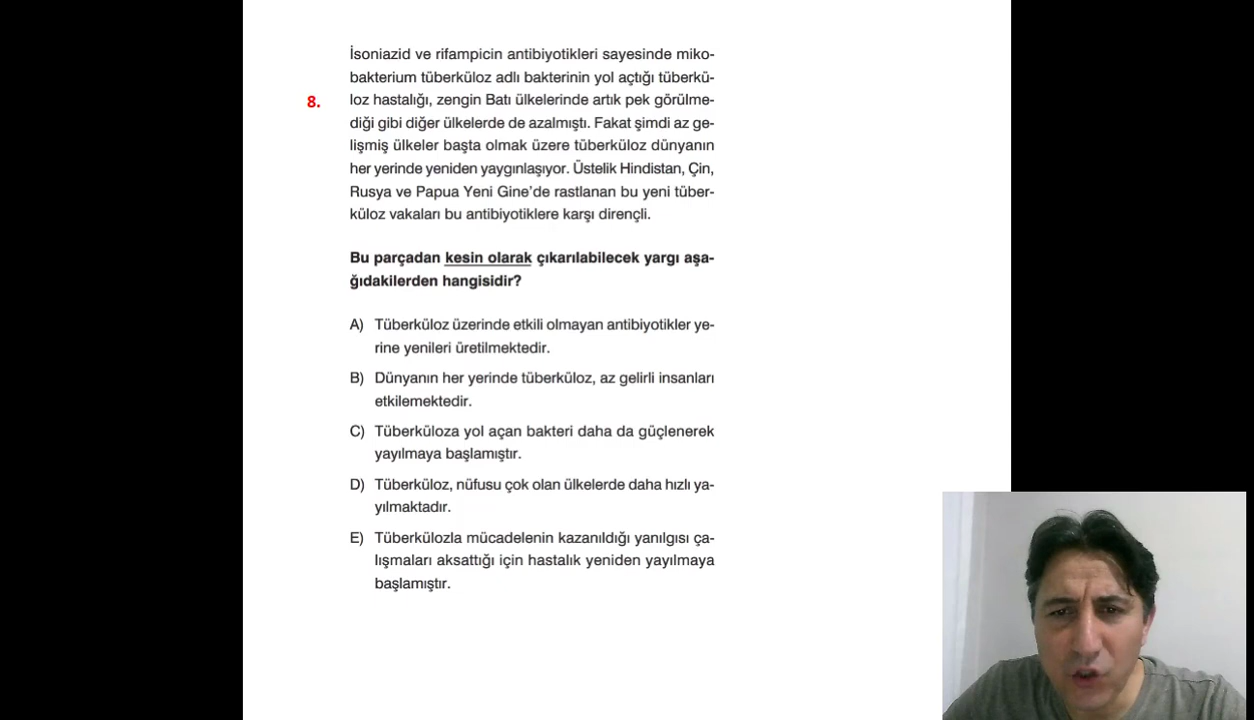 İsoniazid ve rifampicin antibiyotikleri sayesinde miko-
bakterium tüberküloz adlı bakterinin yol açtığı tüberkü-
8. loz hastalığı, zengin Batı ülkelerinde artık pek görülme-
diği gibi diğer ülkelerde de azalmıştı. Fakat şimdi az ge-
lişmiş ülkeler başta olmak üzere tüberküloz dünyanın
her yerinde yeniden yaygınlaşıyor. Üstelik Hindistan, Çin,
Rusya ve Papua Yeni Gine'de rastlanan bu yeni tüber-
küloz vakaları bu antibiyotiklere karşı dirençli.
Bu parçadan kesin olarak çıkarılabilecek yargı aşa-
ğıdakilerden hangisidir?
A) Tüberküloz üzerinde etkili olmayan antibiyotikler ye-
rine yenileri üretilmektedir.
B) Dünyanın her yerinde tüberküloz, az gelirli insanları
etkilemektedir.
C) Tüberküloza yol açan bakteri daha da güçlenerek
yayılmaya başlamıştır.
D) Tüberküloz, nüfusu çok olan ülkelerde daha hızlı ya-
yılmaktadır.
E) Tüberkülozla mücadelenin kazanıldığı yanılgısı ça-
lışmaları aksattığı için hastalık yeniden yayılmaya
başlamıştır.